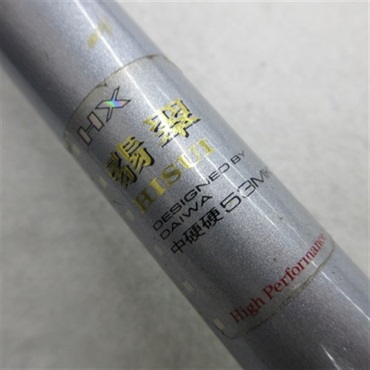 HX
翡翠
HISUI
DESIGNED BY
DAIWA
中硬硬 53M
High Performance